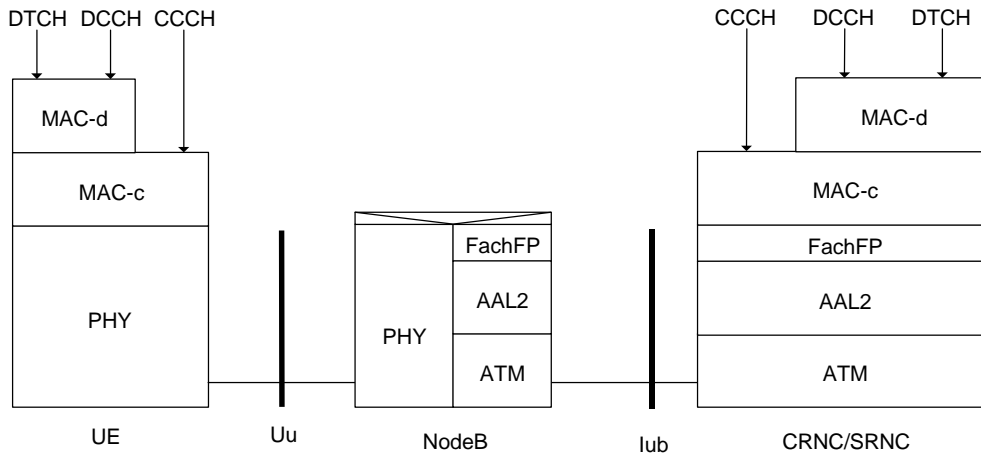 DTCH DCCH CCCH
CCCH DCCH DTCH
MAC-d
MAC-d
MAC-c
MAC-c
FachFP
FachFP
PHY
PHY
AAL2
AAL2
ATM
ATM
UE
Uu
NodeB
Iub
CRNC/SRNC